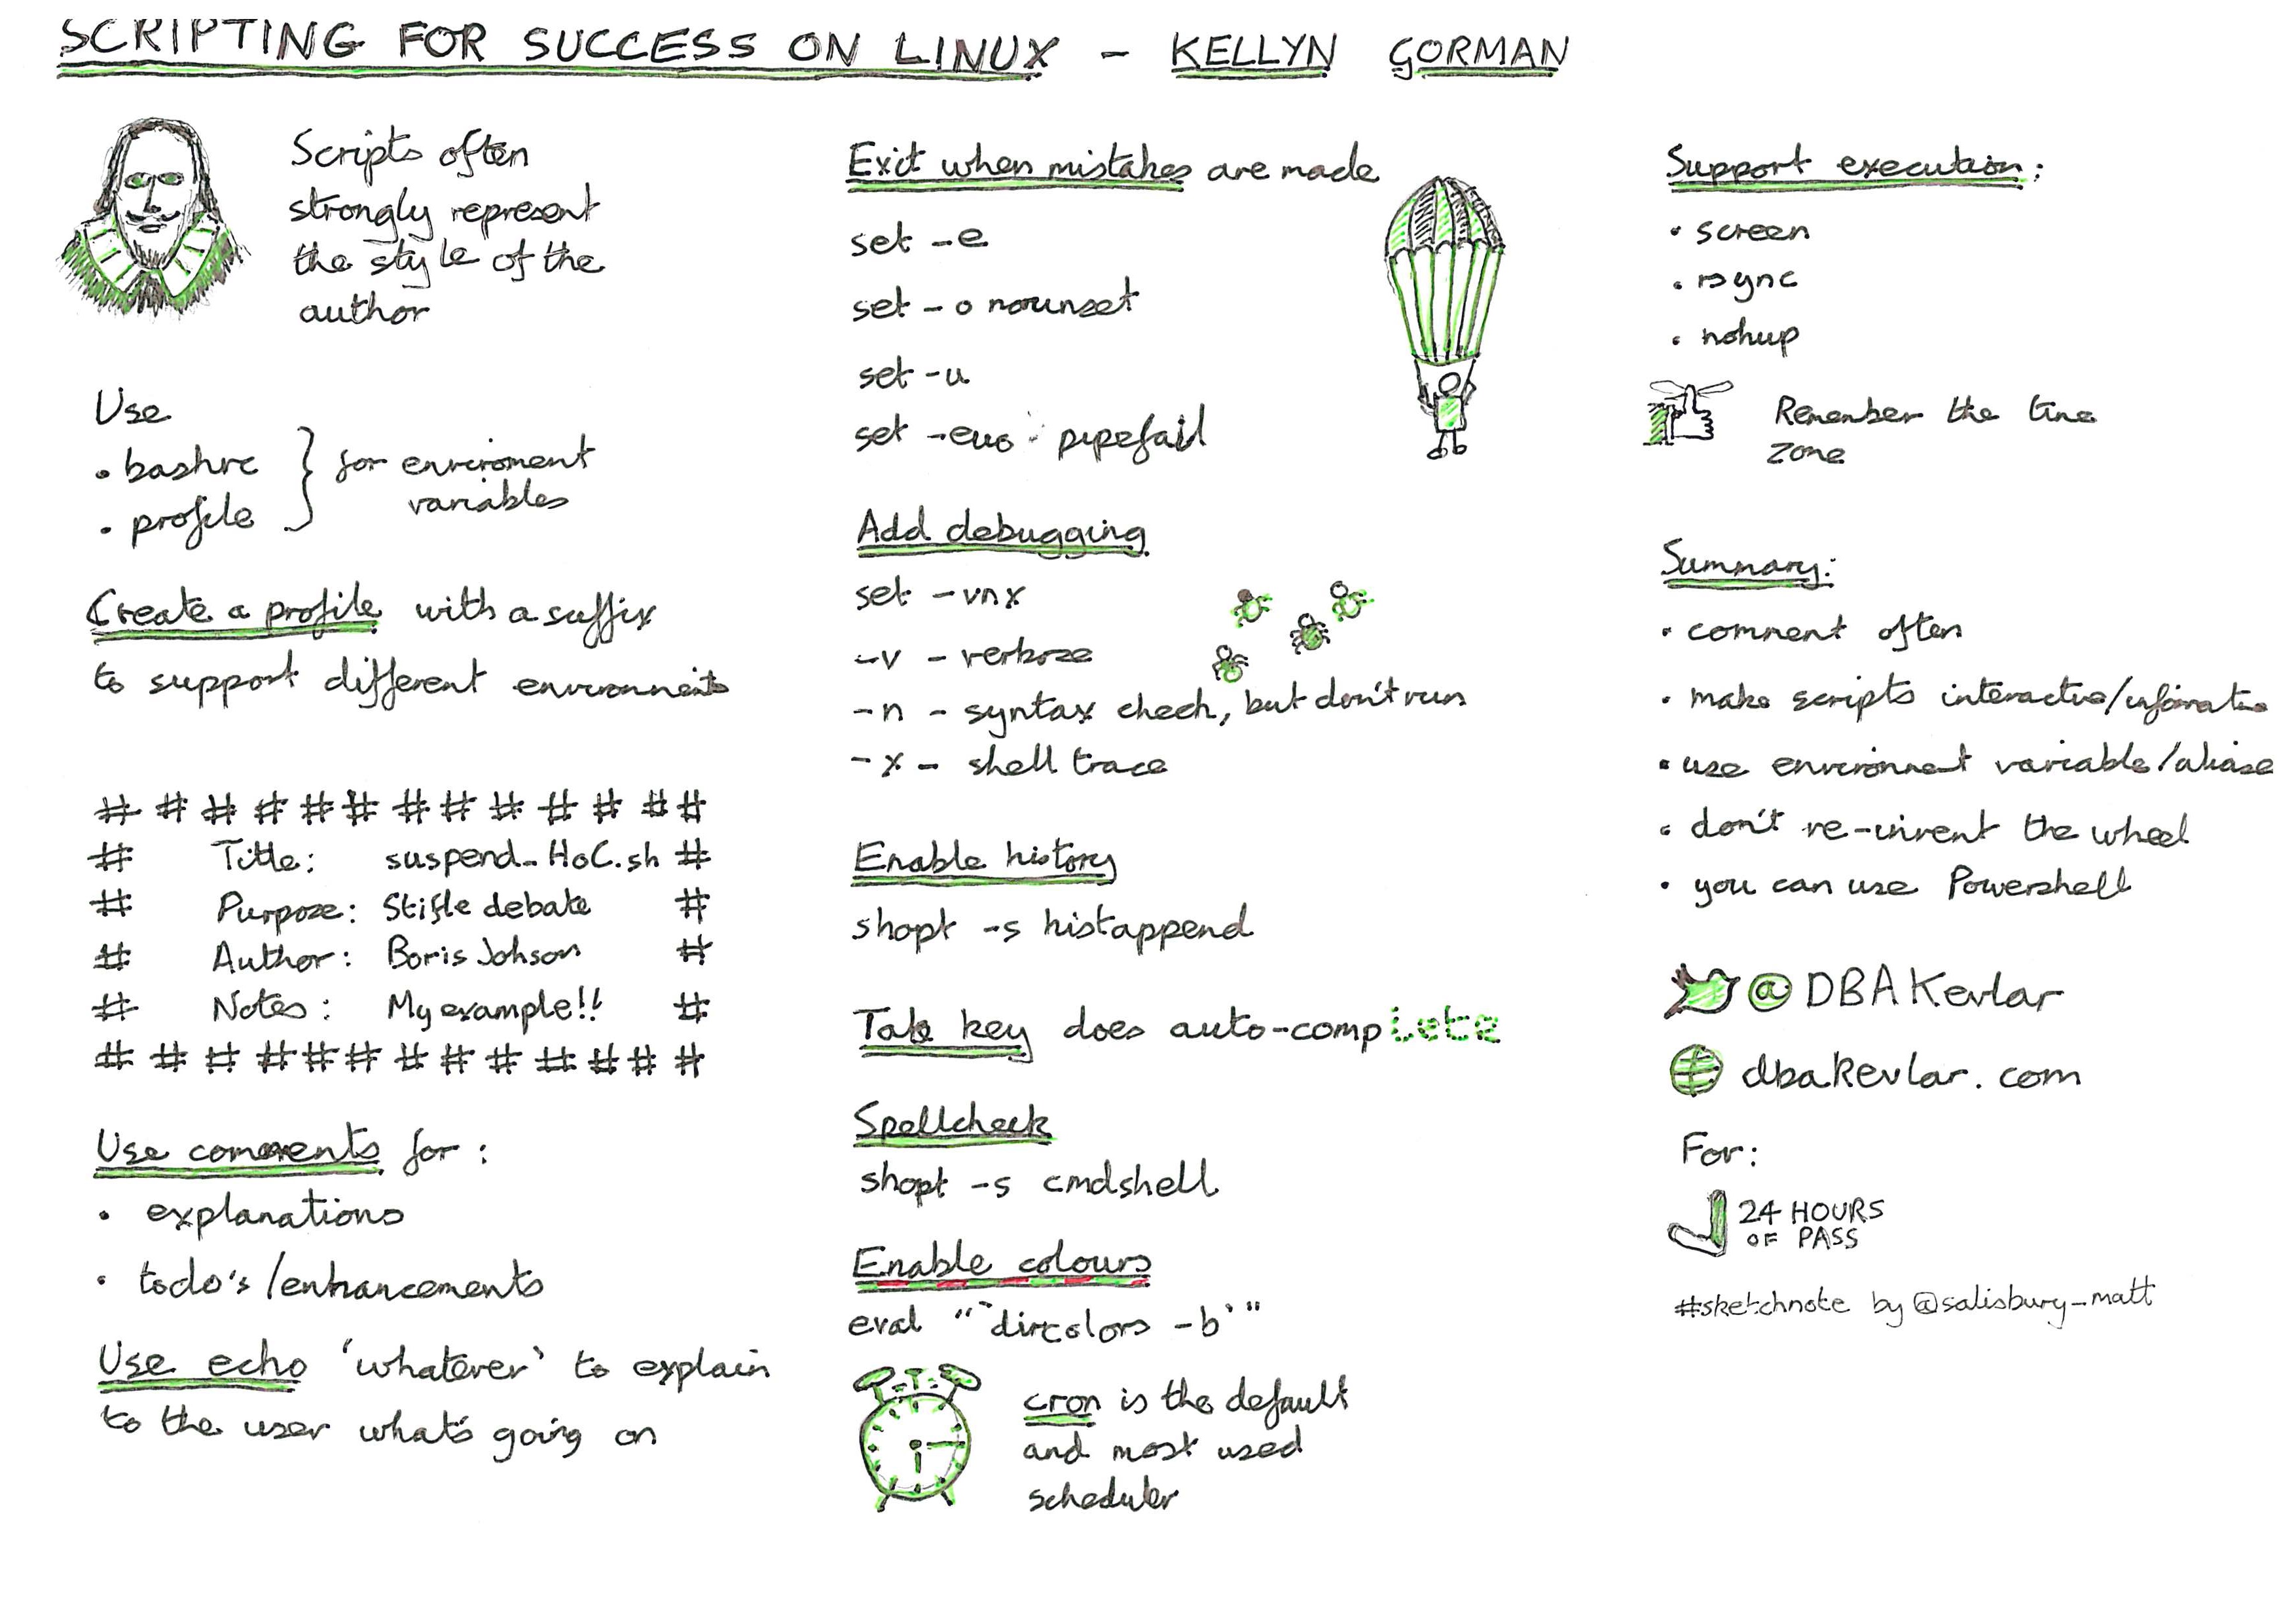 SCRIPTING FOR SUCCESS ON LINUX - KELLYN GORMAN
Scripts often
strongly represent
the style of the
author
Use
• bashrc
• profile
} for enviroment
variables
Create a profile with a suffix
to support different environments
# # # # # # # # # # # # #
# Title: suspend_HoC.sh #
# Purpose: Stifle debate #
# Author: Boris Johson #
# Notes: My example!! #
# # # # # # # # # # # # #
Use comments for:
• explanations
• todo's/enhancements
Use echo 'whatever' to explain
to the user what's going on
Exit when mistakes are made
set -e
set -o nounset
set -u
set -euo pipefail
Add debugging
set -vnx
-v - verbose
-n - syntax check, but don't run
-x - shell trace
Enable history
shopt -s histappend
Tab key does auto-complete
Spellcheck
shopt -s cmdshell
Enable colours
eval "`dircolors -b`"
cron is the default
and most used
scheduler
Support execution:
• screen
• rsync
• nohup
Remember the time
zone
Summary:
• comment often
• make scripts interactive/
• use environment variable/aliase
• don't re-invent the wheel
• you can use Powershell
@DBAKevlar
dbakevlar.com
For:
24 HOURS
OF PASS
#sketchnote by @salisbury_matt